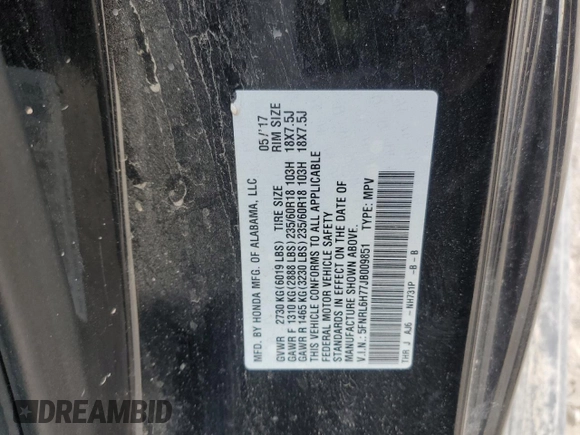 MFD. BY HONDA MFG. OF ALABAMA, LLC 05/'17
GVWR 2730 KG(6019 LBS) TIRE SIZE RIM SIZE
GAWR F 1310 KG(2888 LBS)235/60R18 103H 18X7.5J
GAWR R 1465 KG(3230 LBS)235/60R18 103H 18X7.5J
THIS VEHICLE CONFORMS TO ALL APPLICABLE
FEDERAL MOTOR VEHICLE SAFETY
STANDARDS IN EFFECT ON THE DATE OF
MANUFACTURE SHOWN ABOVE.
V.I.N.: 5FNRL6H77JB009851 TYPE: MPV
THR J AJ6 - NH731P -B - B
DREAMBID